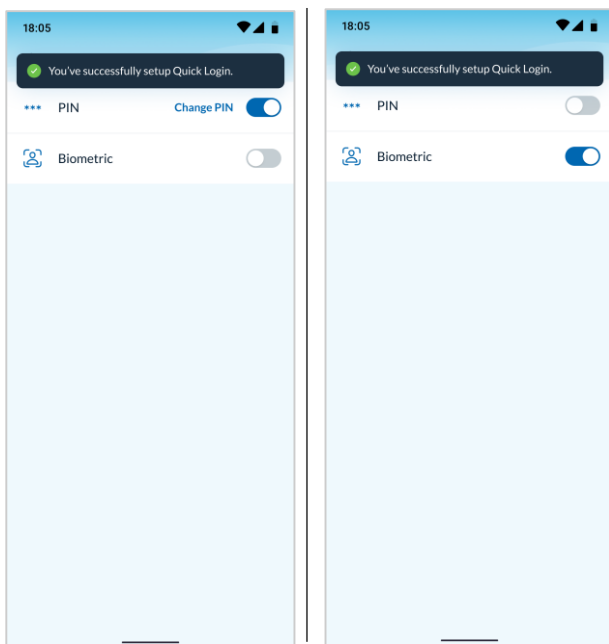 18:05
You've successfully setup Quick Login.
*** PIN Change PIN
Biometric
18:05
You've successfully setup Quick Login.
*** PIN
Biometric